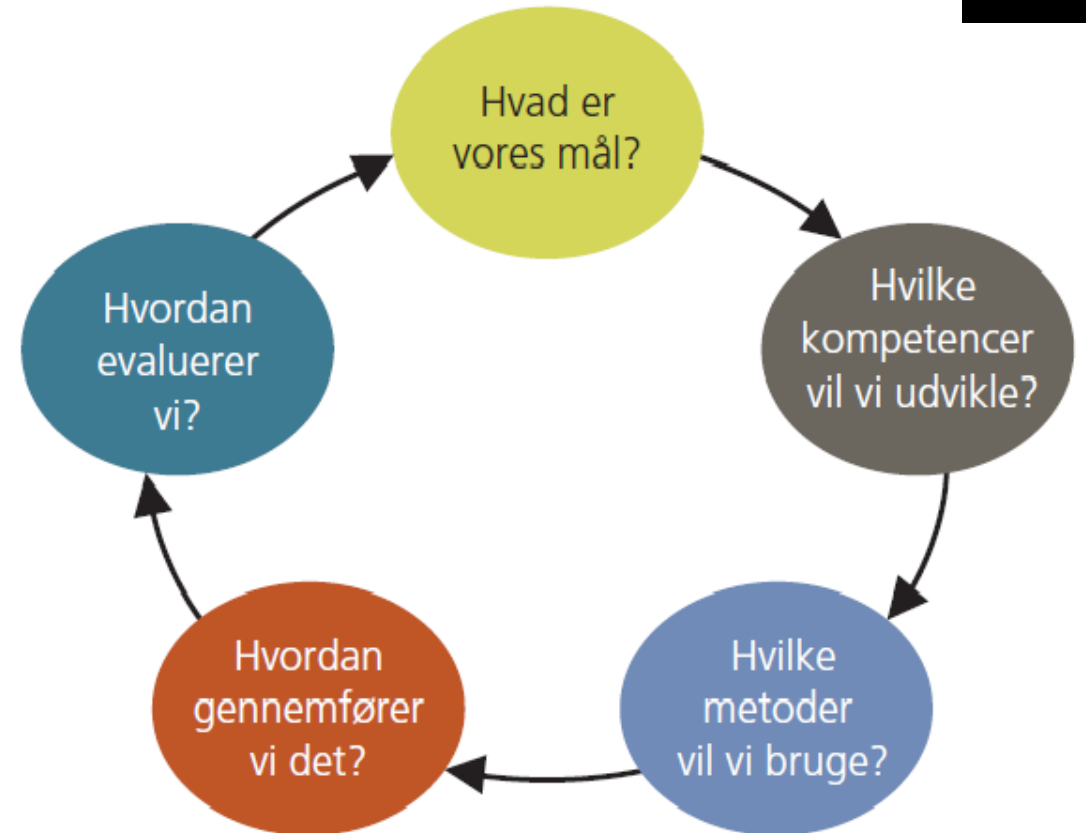 Hvad er
vores mål?
Hvilke
kompetencer
vil vi udvikle?
Hvilke
metoder
vil vi bruge?
Hvordan
gennemfører
vi det?
Hvordan
evaluerer
vi?